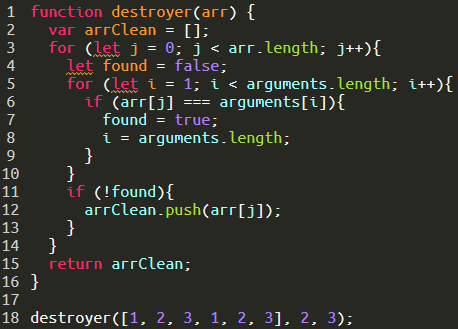 1 function destroyer(arr) {
2   var arrClean = [];
3   for (let j = 0; j < arr.length; j++){
4     let found = false;
5     for (let i = 1; i < arguments.length; i++){
6       if (arr[j] === arguments[i]){
7         found = true;
8         i = arguments.length;
9       }
10     }
11     if (!found){
12       arrClean.push(arr[j]);
13     }
14   }
15   return arrClean;
16 }
17
18 destroyer([1, 2, 3, 1, 2, 3], 2, 3);